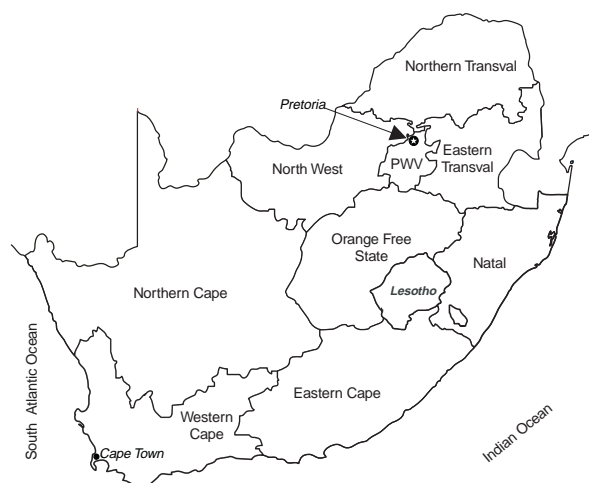 Northern Transval
Pretoria
PWV
Eastern
Transval
North West
Orange Free
State
Natal
Lesotho
Northern Cape
South Atlantic Ocean
Eastern Cape
Western
Cape
Cape Town
Indian Ocean